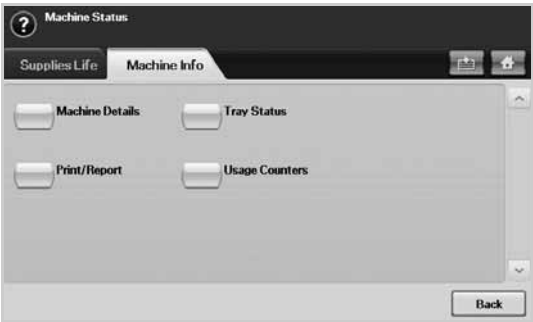 Machine Status
Supplies Life Machine Info
Machine Details Tray Status
Print/Report Usage Counters
Back